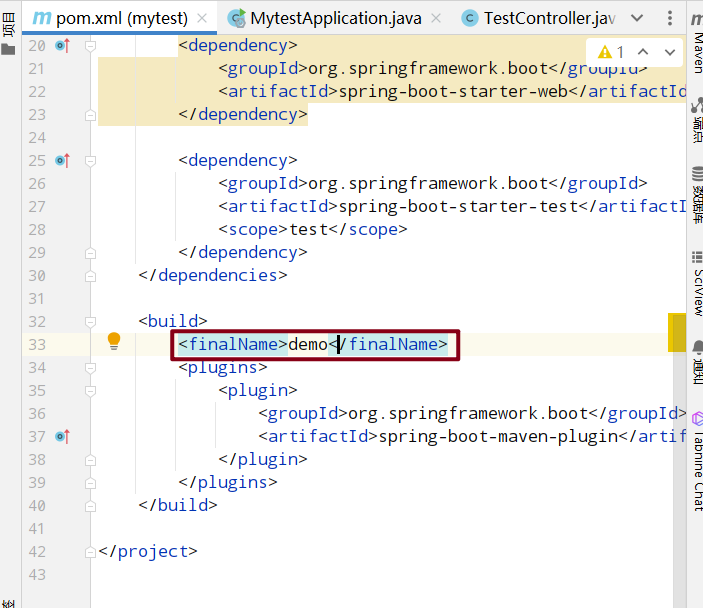 pom.xml (mytest)
MytestApplication.java
TestController.jav
项目
1
Maven
端点
数据库
SciView
通知
Tabnine Chat
20 <dependency>
21 <groupId>org.springframework.boot</groupId>
22 <artifactId>spring-boot-starter-web</artifactId
23 </dependency>
24
25 <dependency>
26 <groupId>org.springframework.boot</groupId>
27 <artifactId>spring-boot-starter-test</artifactI
28 <scope>test</scope>
29 </dependency>
30 </dependencies>
31
32 <build>
33 <finalName>demo</finalName>
34 <plugins>
35 <plugin>
36 <groupId>org.springframework.boot</groupId>
37 <artifactId>spring-boot-maven-plugin</artif
38 </plugin>
39 </plugins>
40 </build>
41
42 </project>
43